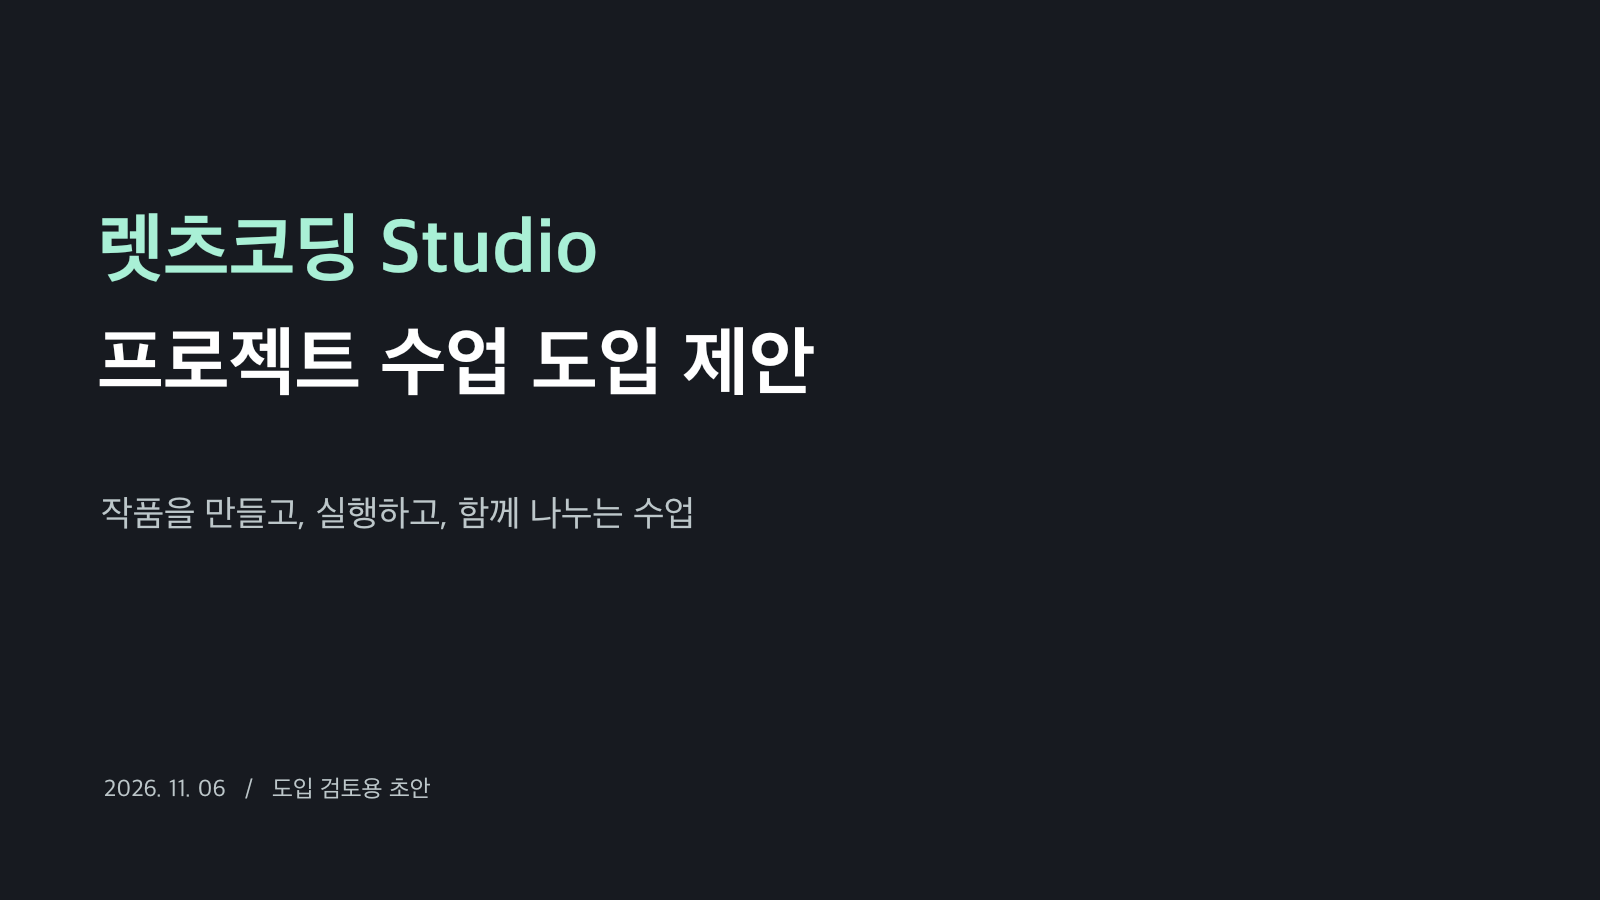 렛츠코딩 Studio
프로젝트 수업 도입 제안
작품을 만들고, 실행하고, 함께 나누는 수업
2026. 11. 06 / 도입 검토용 초안